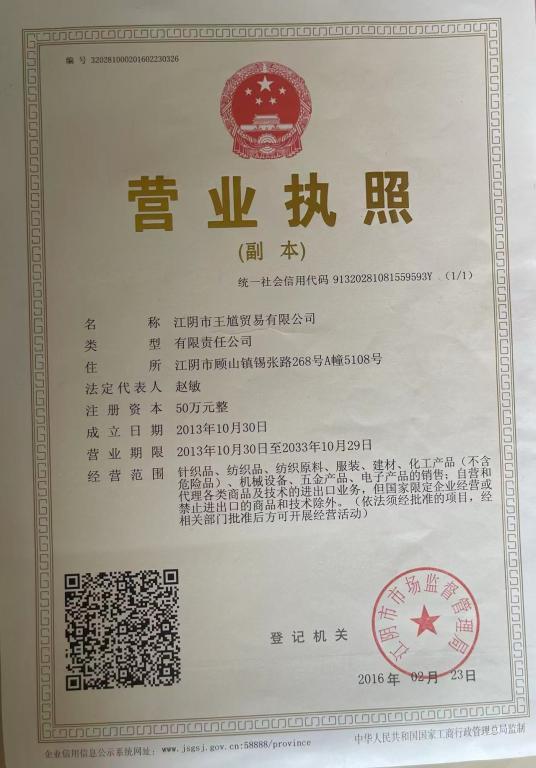 编 号 320281000201602230326
营业执照
(副 本)
统一社会信用代码 91320281081559593Y （1/1）
名 称 江阴市王馗贸易有限公司
类 型 有限责任公司
住 所 江阴市顾山镇锡张路268号A幢5108号
法定代表人 赵敏
注册资本 50万元整
成立日期 2013年10月30日
营业期限 2013年10月30日至2033年10月29日
经营范围 针织品、纺织品、纺织原料、服装、建材、化工产品（不含
危险品）、机械设备、五金产品、电子产品的销售；自营和
代理各类商品及技术的进出口业务，但国家限定企业经营或
禁止进出口的商品和技术除外。（依法须经批准的项目，经
相关部门批准后方可开展经营活动）
江阴市市场监督管理局
登记机关
2016年 02月 23日
企业信用信息公示系统网址： www.jsgsj.gov.cn:58888/province
中华人民共和国国家工商行政管理总局监制